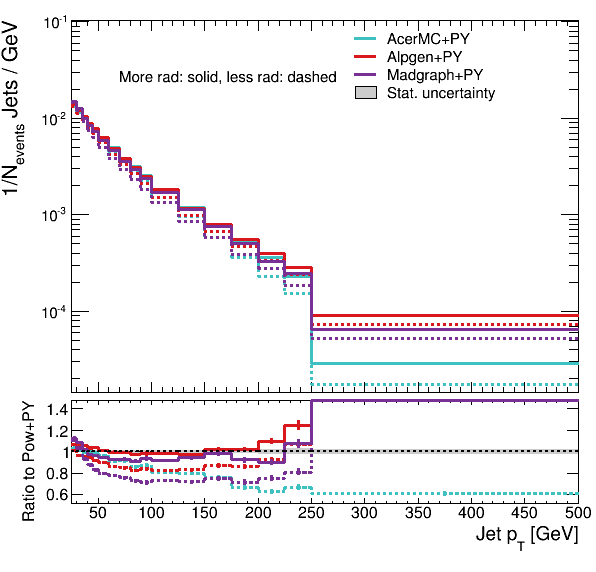 10^-1
10^-2
10^-3
10^-4
1/N_events Jets / GeV
AcerMC+PY
Alpgen+PY
Madgraph+PY
Stat. uncertainty
More rad: solid, less rad: dashed
1.4
1.2
1
0.8
0.6
Ratio to Pow+PY
50 100 150 200 250 300 350 400 450 500
Jet p_T [GeV]